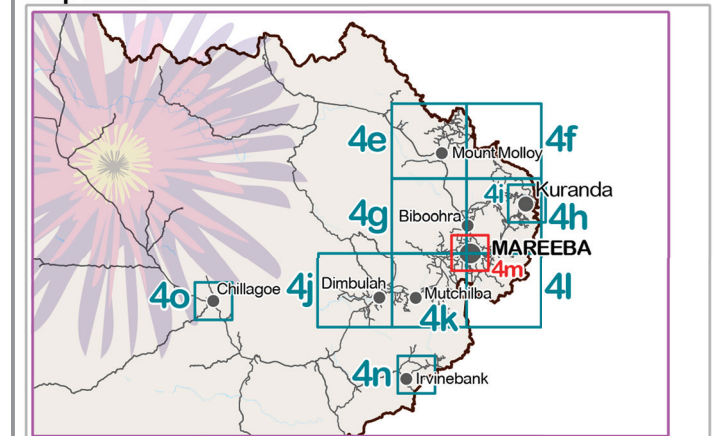 4e
4f
Mount Molloy
4i
Kuranda
4g
Biboohra
4h
MAREEBA
4m
4o
Chillagoe
4j
Dimbulah
Mutchilba
4l
4k
4n
Irvinebank